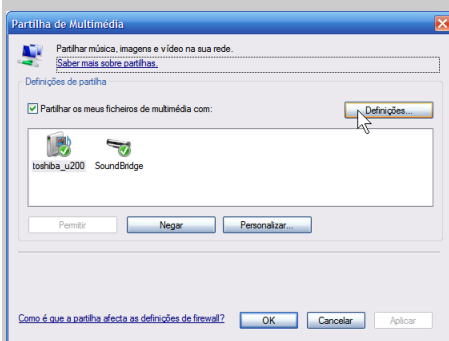 Partilha de Multimédia
Partilhar música, imagens e vídeo na sua rede.
Saber mais sobre partilhas.
Definições de partilha
Partilhar os meus ficheiros de multimédia com:
Definições...
toshiba_u200 SoundBridge
Permitir Negar Personalizar...
Como é que a partilha afecta as definições de firewall? OK Cancelar Aplicar